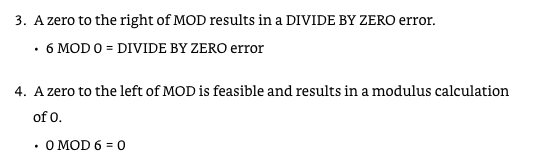 3. A zero to the right of MOD results in a DIVIDE BY ZERO error.
• 6 MOD 0 = DIVIDE BY ZERO error
4. A zero to the left of MOD is feasible and results in a modulus calculation
of 0.
• 0 MOD 6 = 0